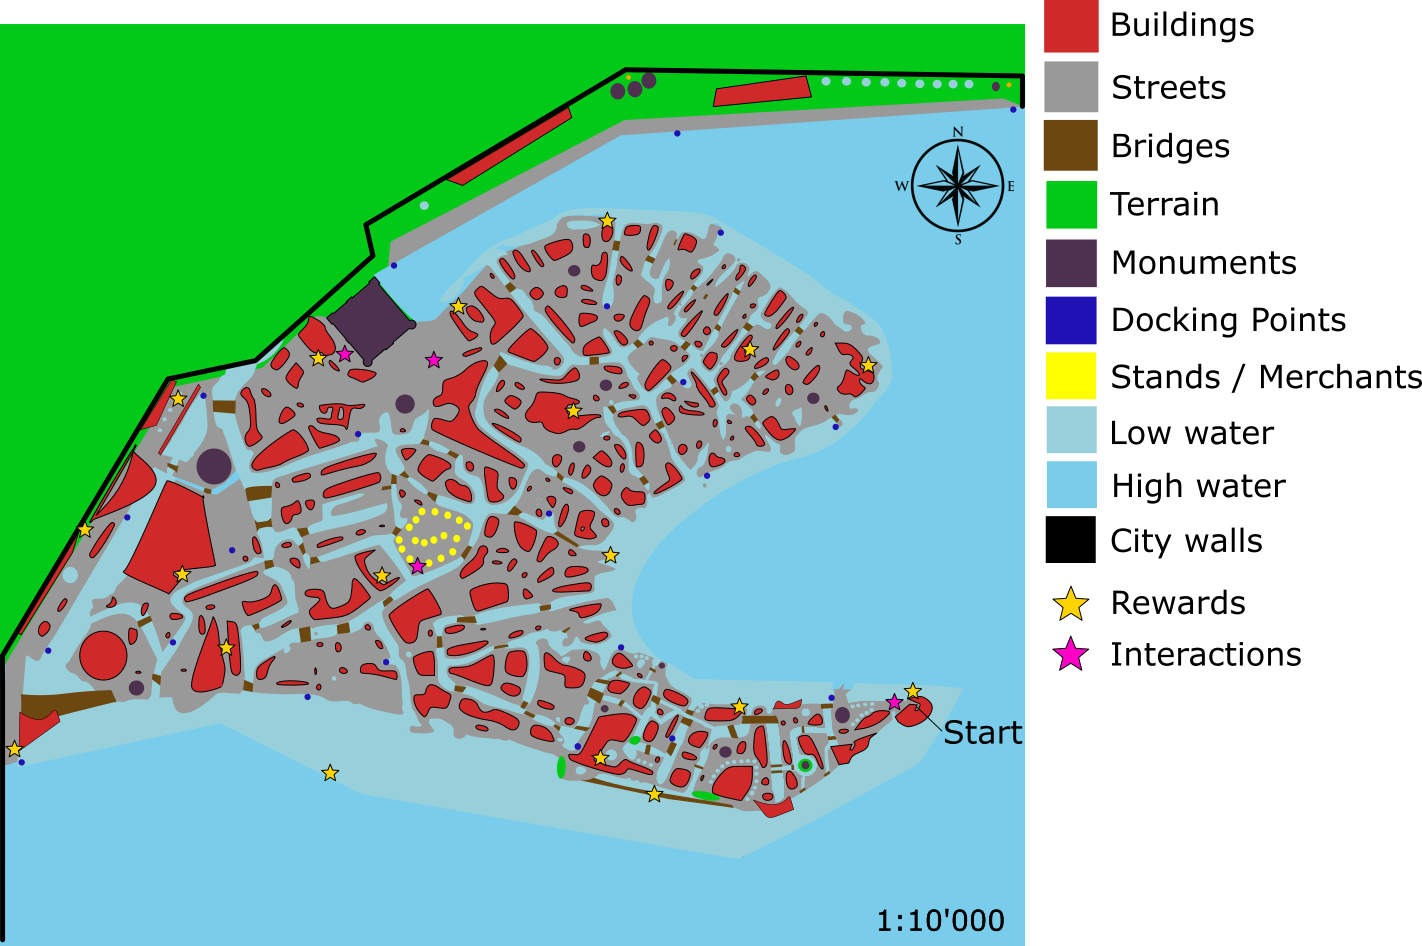 Buildings
Streets
Bridges
Terrain
Monuments
Docking Points
Stands / Merchants
Low water
High water
City walls
Rewards
Interactions
N
W
E
S
Start
1:10'000